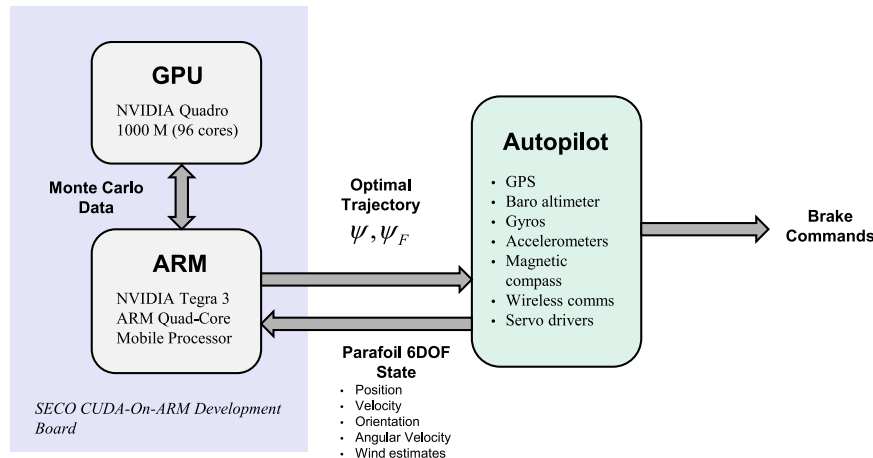 GPU
NVIDIA Quadro
1000 M (96 cores)
Monte Carlo
Data
ARM
NVIDIA Tegra 3
ARM Quad-Core
Mobile Processor
SECO CUDA-On-ARM Development
Board
Optimal
Trajectory
ψ, ψ_F
Parafoil 6DOF
State
• Position
• Velocity
• Orientation
• Angular Velocity
• Wind estimates
Autopilot
• GPS
• Baro altimeter
• Gyros
• Accelerometers
• Magnetic
compass
• Wireless comms
• Servo drivers
Brake
Commands